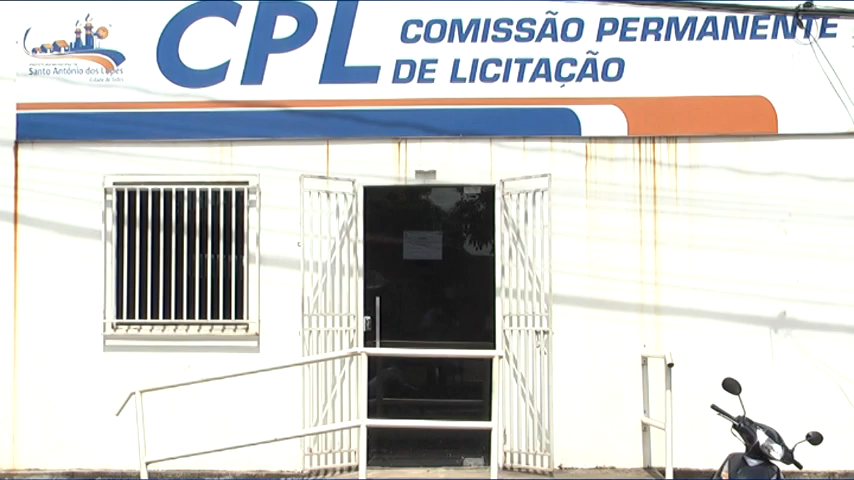 CPL
COMISSÃO PERMANENTE
DE LICITAÇÃO
Santo Antônio dos Lopes